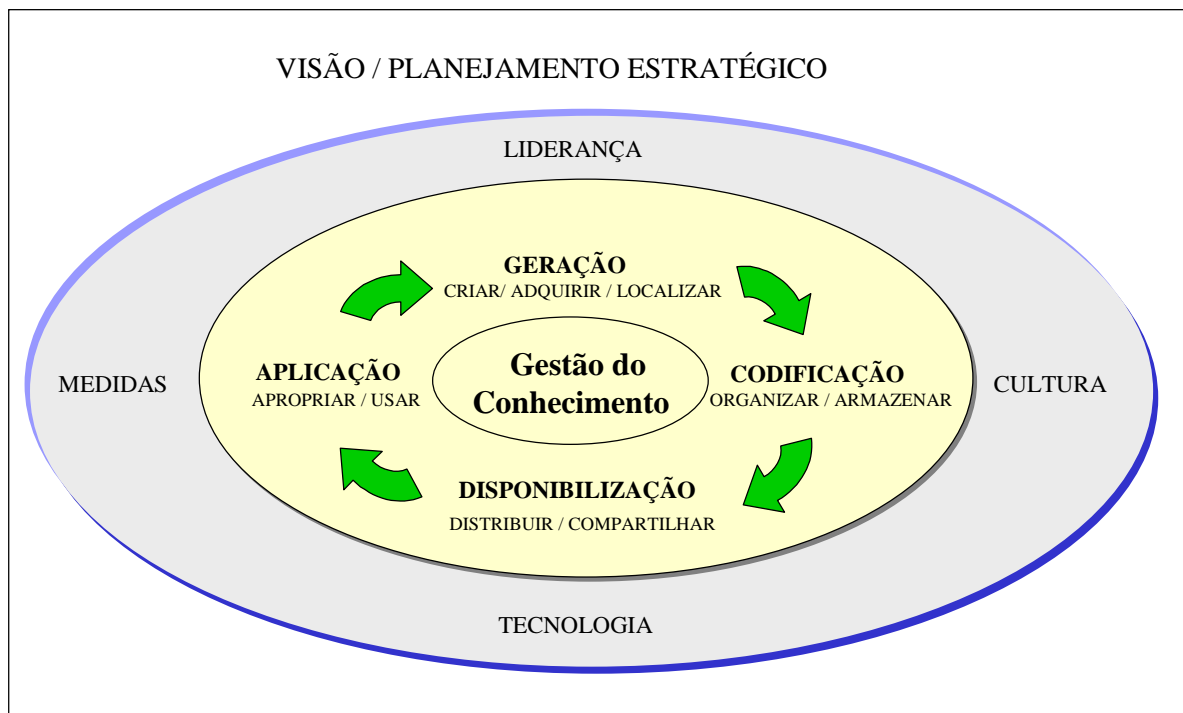 VISÃO / PLANEJAMENTO ESTRATÉGICO
LIDERANÇA
GERAÇÃO
CRIAR/ ADQUIRIR / LOCALIZAR
MEDIDAS
APLICAÇÃO
APROPRIAR / USAR
Gestão do
Conhecimento
CODIFICAÇÃO
ORGANIZAR / ARMAZENAR
CULTURA
DISPONIBILIZAÇÃO
DISTRIBUIR / COMPARTILHAR
TECNOLOGIA